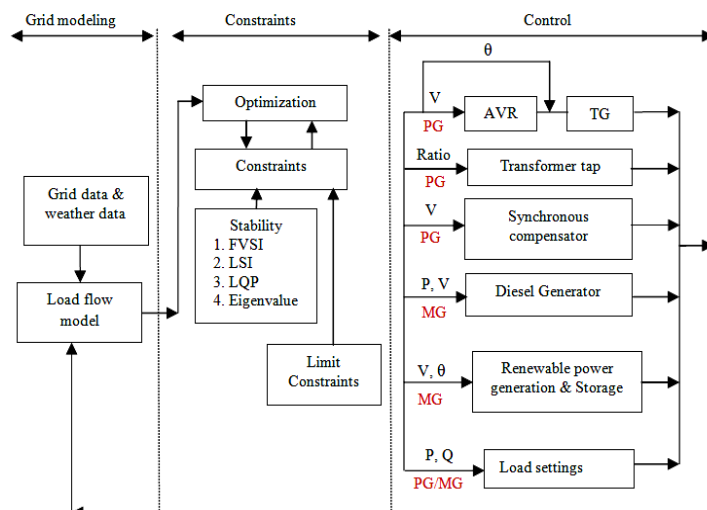 Grid modeling
Constraints
Control
Grid data &
weather data
Load flow
model
Optimization
Constraints
Stability
1. FVSI
2. LSI
3. LQP
4. Eigenvalue
Limit
Constraints
θ
V
PG
AVR
TG
Ratio
PG
Transformer tap
V
PG
Synchronous
compensator
P, V
MG
Diesel Generator
V, θ
MG
Renewable power
generation & Storage
P, Q
PG/MG
Load settings